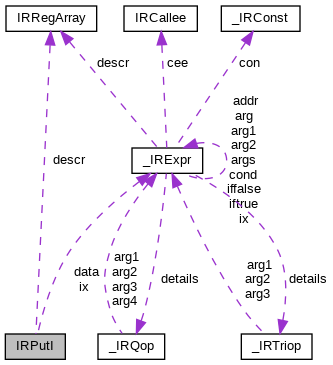 IRRegArray
IRCallee
_IRConst
descr
cee
con
addr
arg
arg1
arg2
args
cond
iffalse
iftrue
ix
_IRExpr
descr
data
ix
arg1
arg2
arg3
arg4
details
arg1
arg2
arg3
details
IRPutI
_IRQop
_IRTriop